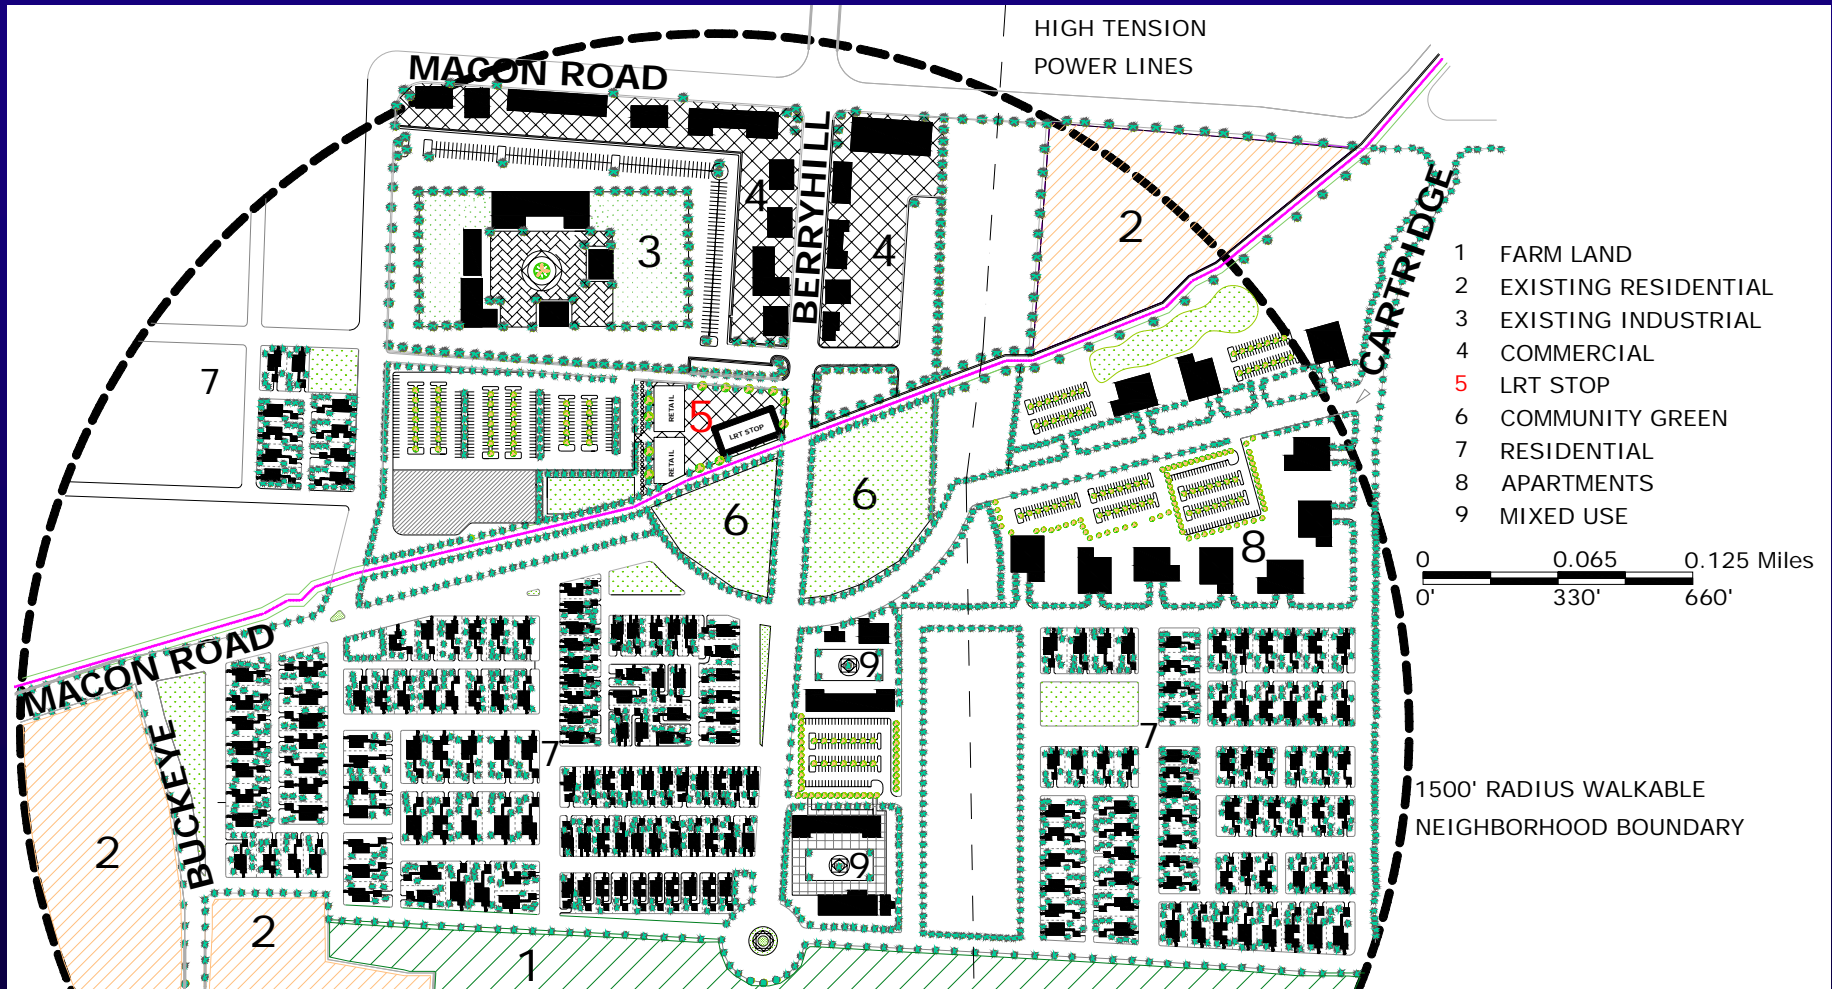 HIGH TENSION
POWER LINES
MACON ROAD
BERRYHILL
CARTRIDGE
4
2
3
4
1 FARM LAND
2 EXISTING RESIDENTIAL
3 EXISTING INDUSTRIAL
4 COMMERCIAL
5 LRT STOP
6 COMMUNITY GREEN
7 RESIDENTIAL
8 APARTMENTS
9 MIXED USE
7
RETAIL
5
LRT STOP
RETAIL
6
6
8
0 0.065 0.125 Miles
0' 330' 660'
MACON ROAD
9
BUCKEYE
7
7
1500' RADIUS WALKABLE
NEIGHBORHOOD BOUNDARY
2
9
2
1